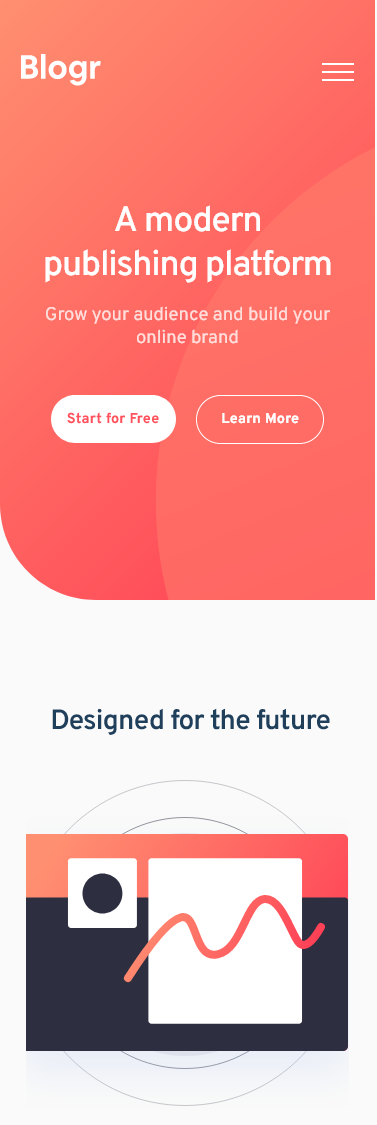 Blogr
A modern
publishing platform
Grow your audience and build your
online brand
Start for Free
Learn More
Designed for the future